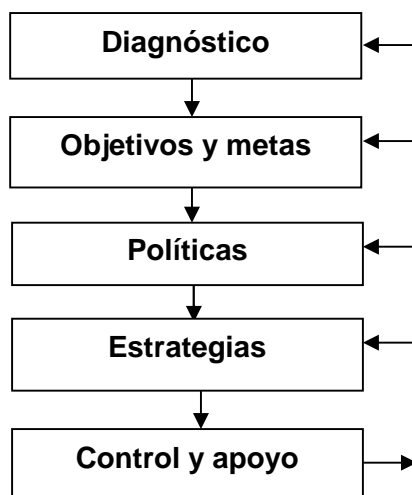 Diagnóstico
Objetivos y metas
Políticas
Estrategias
Control y apoyo